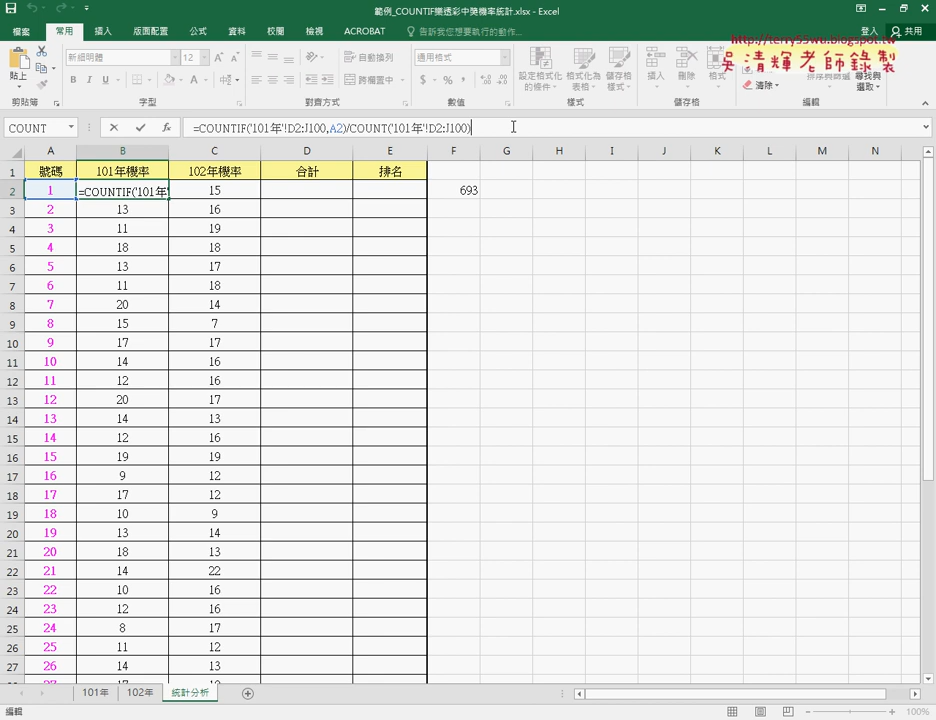 範例_COUNTIF樂透彩中獎機率統計.xlsx - Excel
檔案 常用 插入 版面配置 公式 資料 校閱 檢視 ACROBAT 告訴我您想要執行的動作... 登入 共用
http://terry55wu.blogspot.tw
吳清輝老師錄製
新細明體 12 自動換列 通用格式
貼上 B I U 跨欄置中 $ % 設定格式化的條件 格式化為表格 儲存格樣式 插入 刪除 格式 清除 尋找與選取
剪貼簿 字型 對齊方式 數值 樣式 儲存格 編輯
COUNT fx =COUNTIF('101年'!D2:J100,A2)/COUNT('101年'!D2:J100)
A B C D E F G H I J K L M N
1 號碼 101年機率 102年機率 合計 排名
2 1 =COUNTIF('101年' 15 693
3 2 13 16
4 3 11 19
5 4 18 18
6 5 13 17
7 6 11 18
8 7 20 14
9 8 15 7
10 9 17 17
11 10 14 16
12 11 12 16
13 12 20 17
14 13 14 13
15 14 12 16
16 15 19 19
17 16 9 12
18 17 17 12
19 18 10 9
20 19 13 14
21 20 18 13
22 21 14 22
23 22 10 16
24 23 12 16
25 24 8 17
26 25 11 12
27 26 14 13
101年 102年 統計分析
編輯 100%